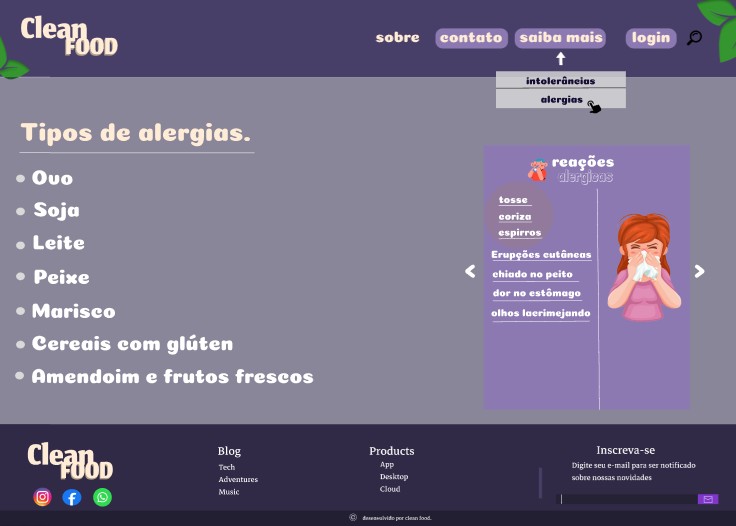 Clean
FOOD
sobre contato saiba mais login
intolerâncias
alergias
Tipos de alergias.
Ovo
Soja
Leite
Peixe
Marisco
Cereais com glúten
Amendoim e frutos frescos
reações
alergicas
tosse
coriza
espirros
Erupções cutâneas
chiado no peito
dor no estômago
olhos lacrimejando
Clean
FOOD
Blog
Tech
Adventures
Music
Products
App
Desktop
Cloud
Inscreva-se
Digite seu e-mail para ser notificado
sobre nossas novidades
© desenvolvido por clean food.